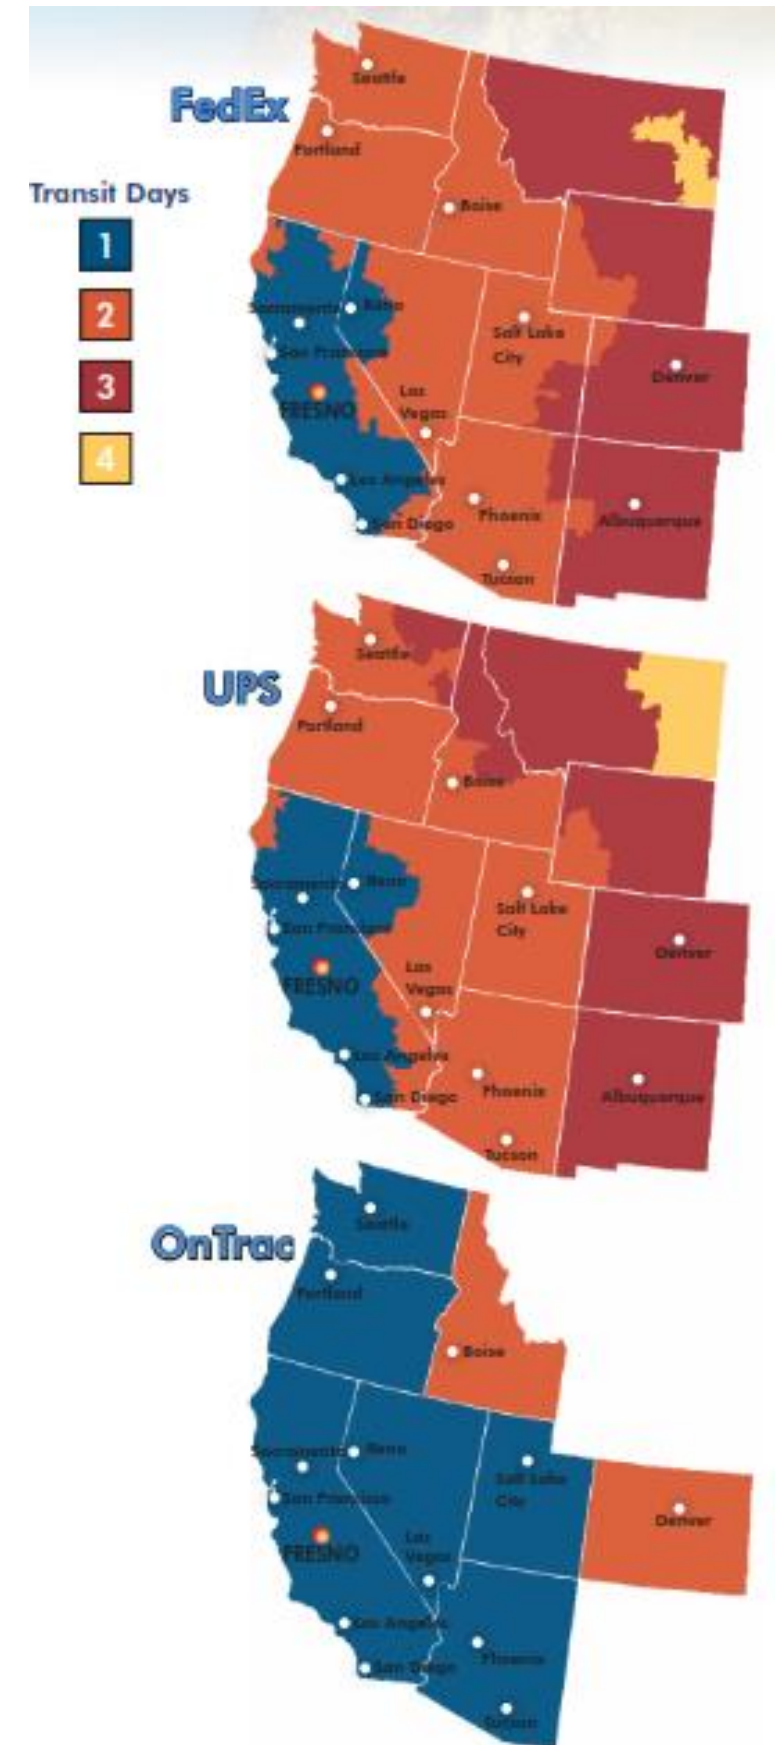 FedEx
Transit Days
1
2
3
4
Seattle
Portland
Boise
Sacramento
Reno
San Francisco
Salt Lake
City
Denver
Las
Vegas
FRESNO
Los Angeles
San Diego
Phoenix
Albuquerque
Tucson
UPS
Seattle
Portland
Boise
Sacramento
Reno
San Francisco
Salt Lake
City
Denver
Las
Vegas
FRESNO
Los Angeles
San Diego
Phoenix
Albuquerque
Tucson
OnTrac
Seattle
Portland
Boise
Sacramento
Reno
San Francisco
Salt Lake
City
Denver
Las
Vegas
FRESNO
Los Angeles
San Diego
Phoenix
Tucson